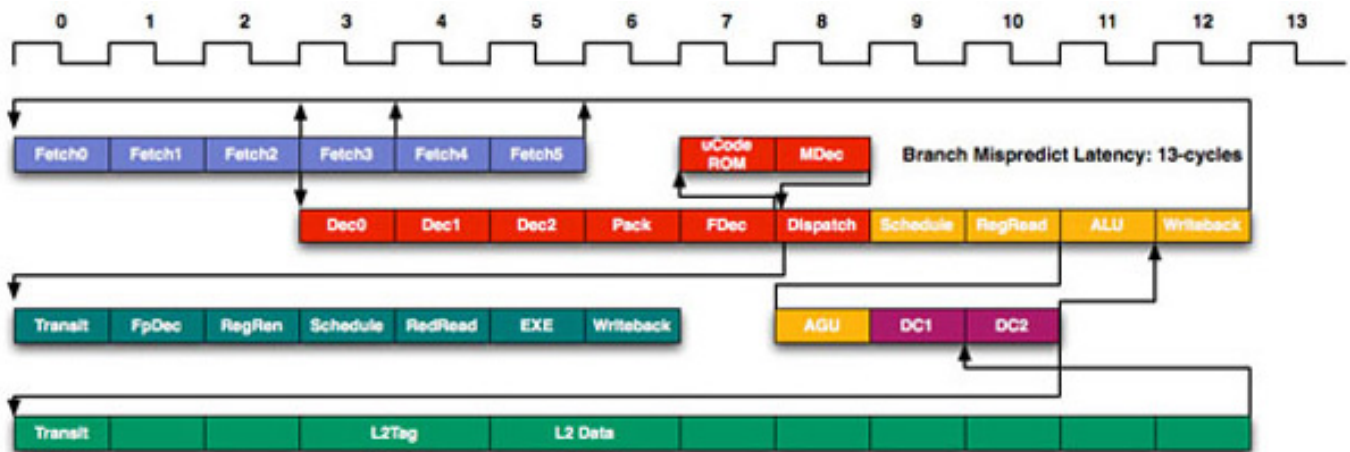 0 1 2 3 4 5 6 7 8 9 10 11 12 13
Fetch0 Fetch1 Fetch2 Fetch3 Fetch4 Fetch5
uCode
ROM
MDec
Branch Mispredict Latency: 13-cycles
Dec0 Dec1 Dec2 Pack FDec Dispatch Schedule RegRead ALU Writeback
Transit FpDec RegRen Schedule RedRead EXE Writeback
AGU DC1 DC2
Transit L2Tag L2 Data